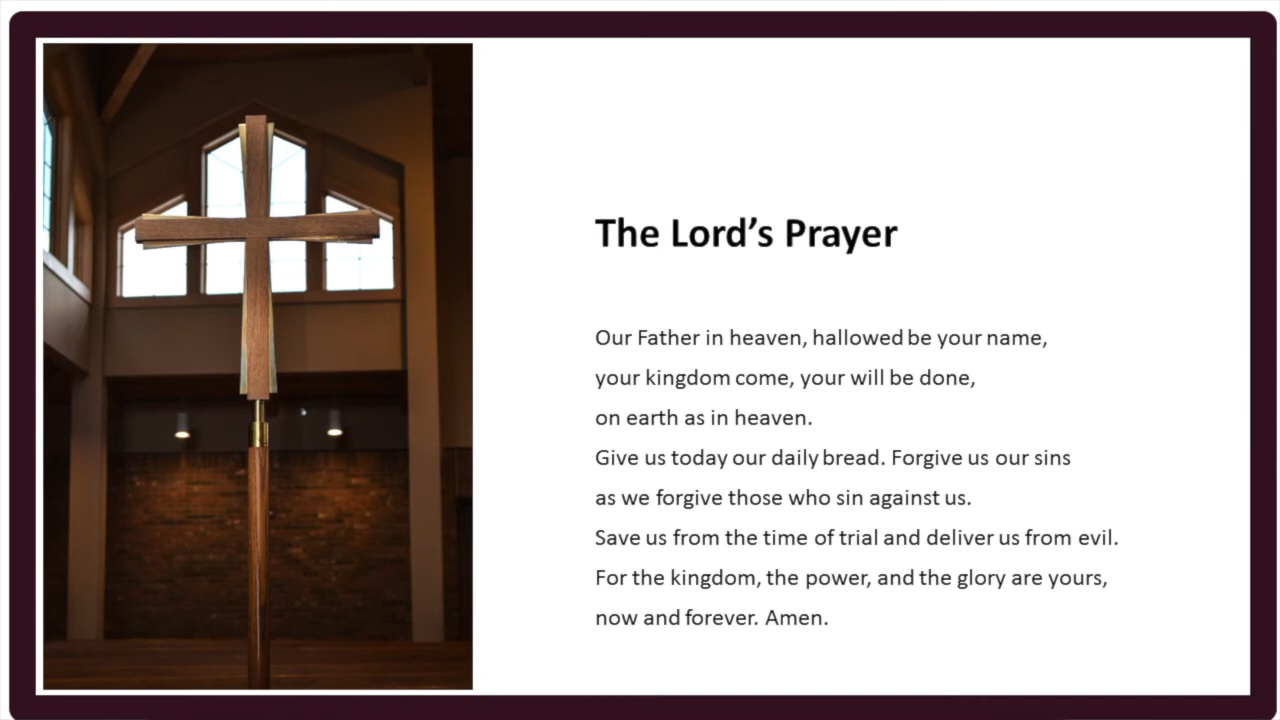 The Lord’s Prayer
Our Father in heaven, hallowed be your name,
your kingdom come, your will be done,
on earth as in heaven.
Give us today our daily bread. Forgive us our sins
as we forgive those who sin against us.
Save us from the time of trial and deliver us from evil.
For the kingdom, the power, and the glory are yours,
now and forever. Amen.